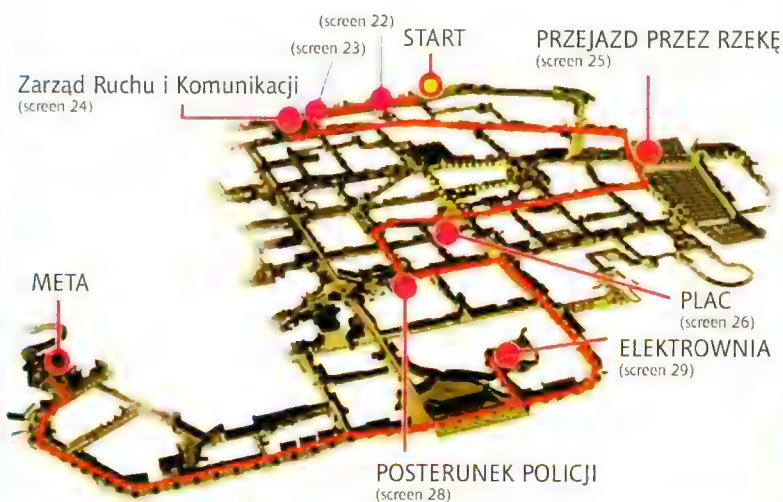 (screen 22)
(screen 23)
START
PRZEJAZD PRZEZ RZEKĘ
(screen 25)
Zarząd Ruchu i Komunikacji
(screen 24)
META
PLAC
(screen 26)
ELEKTROWNIA
(screen 29)
POSTERUNEK POLICJI
(screen 28)